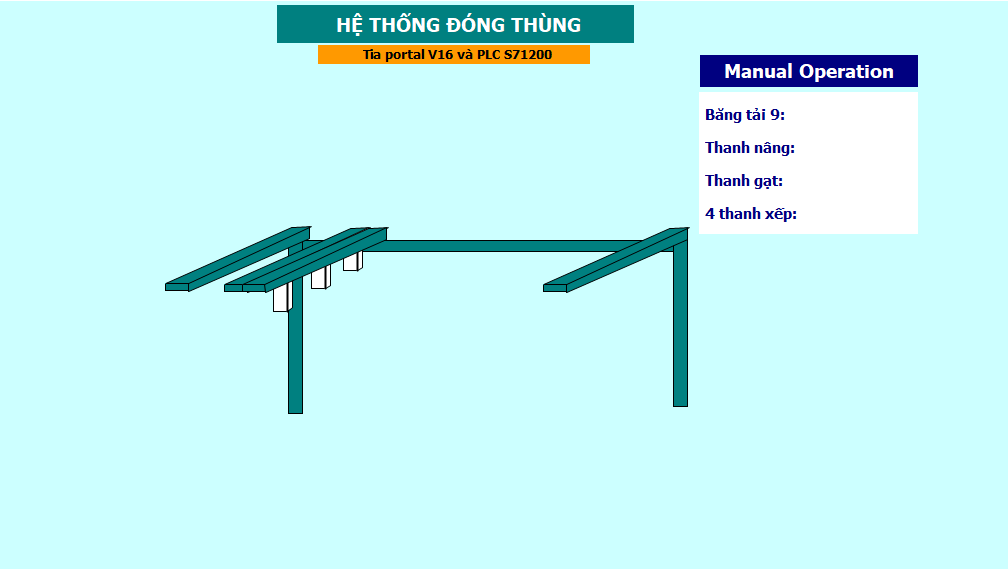 HỆ THỐNG ĐÓNG THÙNG
Tia portal V16 và PLC S71200
Manual Operation
Băng tải 9:
Thanh nâng:
Thanh gạt:
4 thanh xếp: